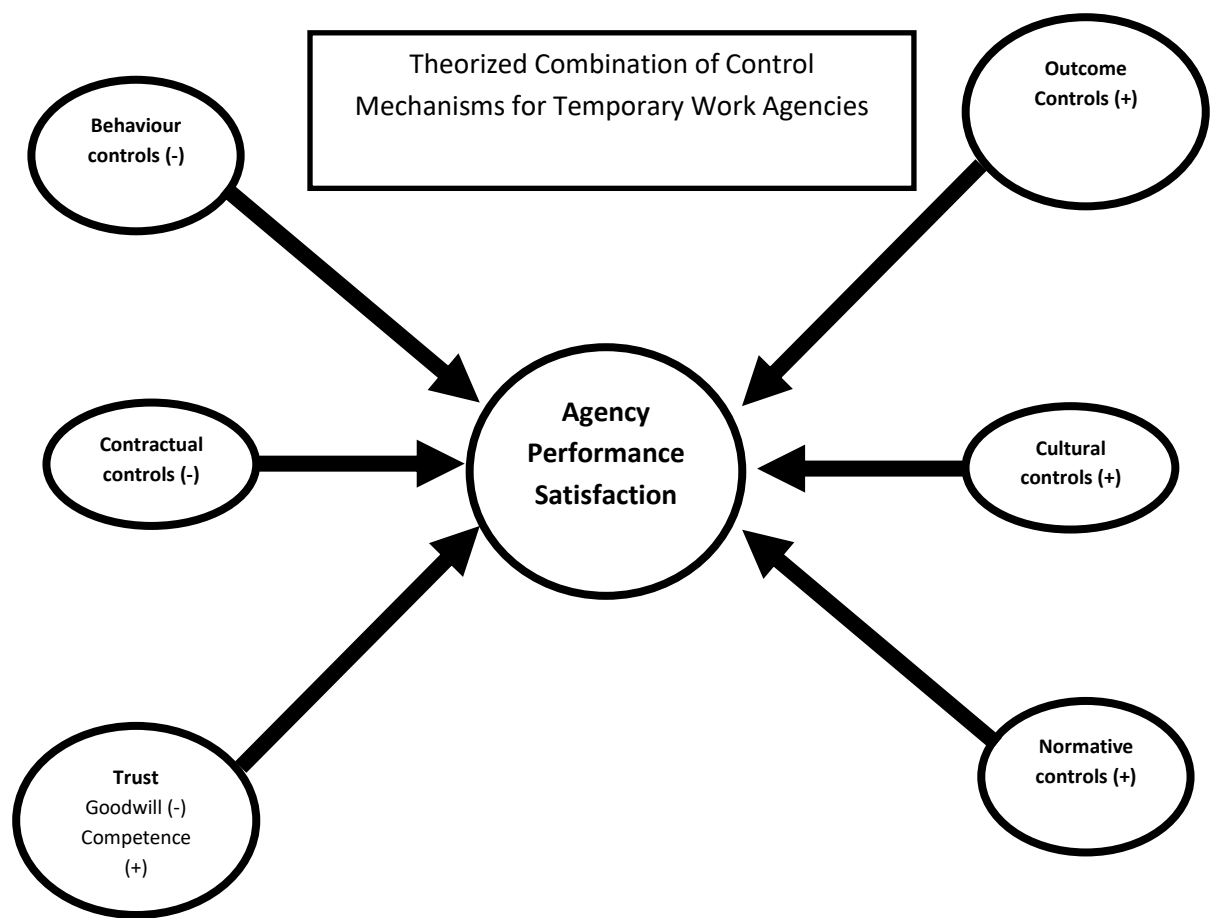 Theorized Combination of Control
Mechanisms for Temporary Work Agencies
Outcome
Controls (+)
Behaviour
controls (-)
Agency
Performance
Satisfaction
Contractual
controls (-)
Cultural
controls (+)
Trust
Goodwill (-)
Competence
(+)
Normative
controls (+)